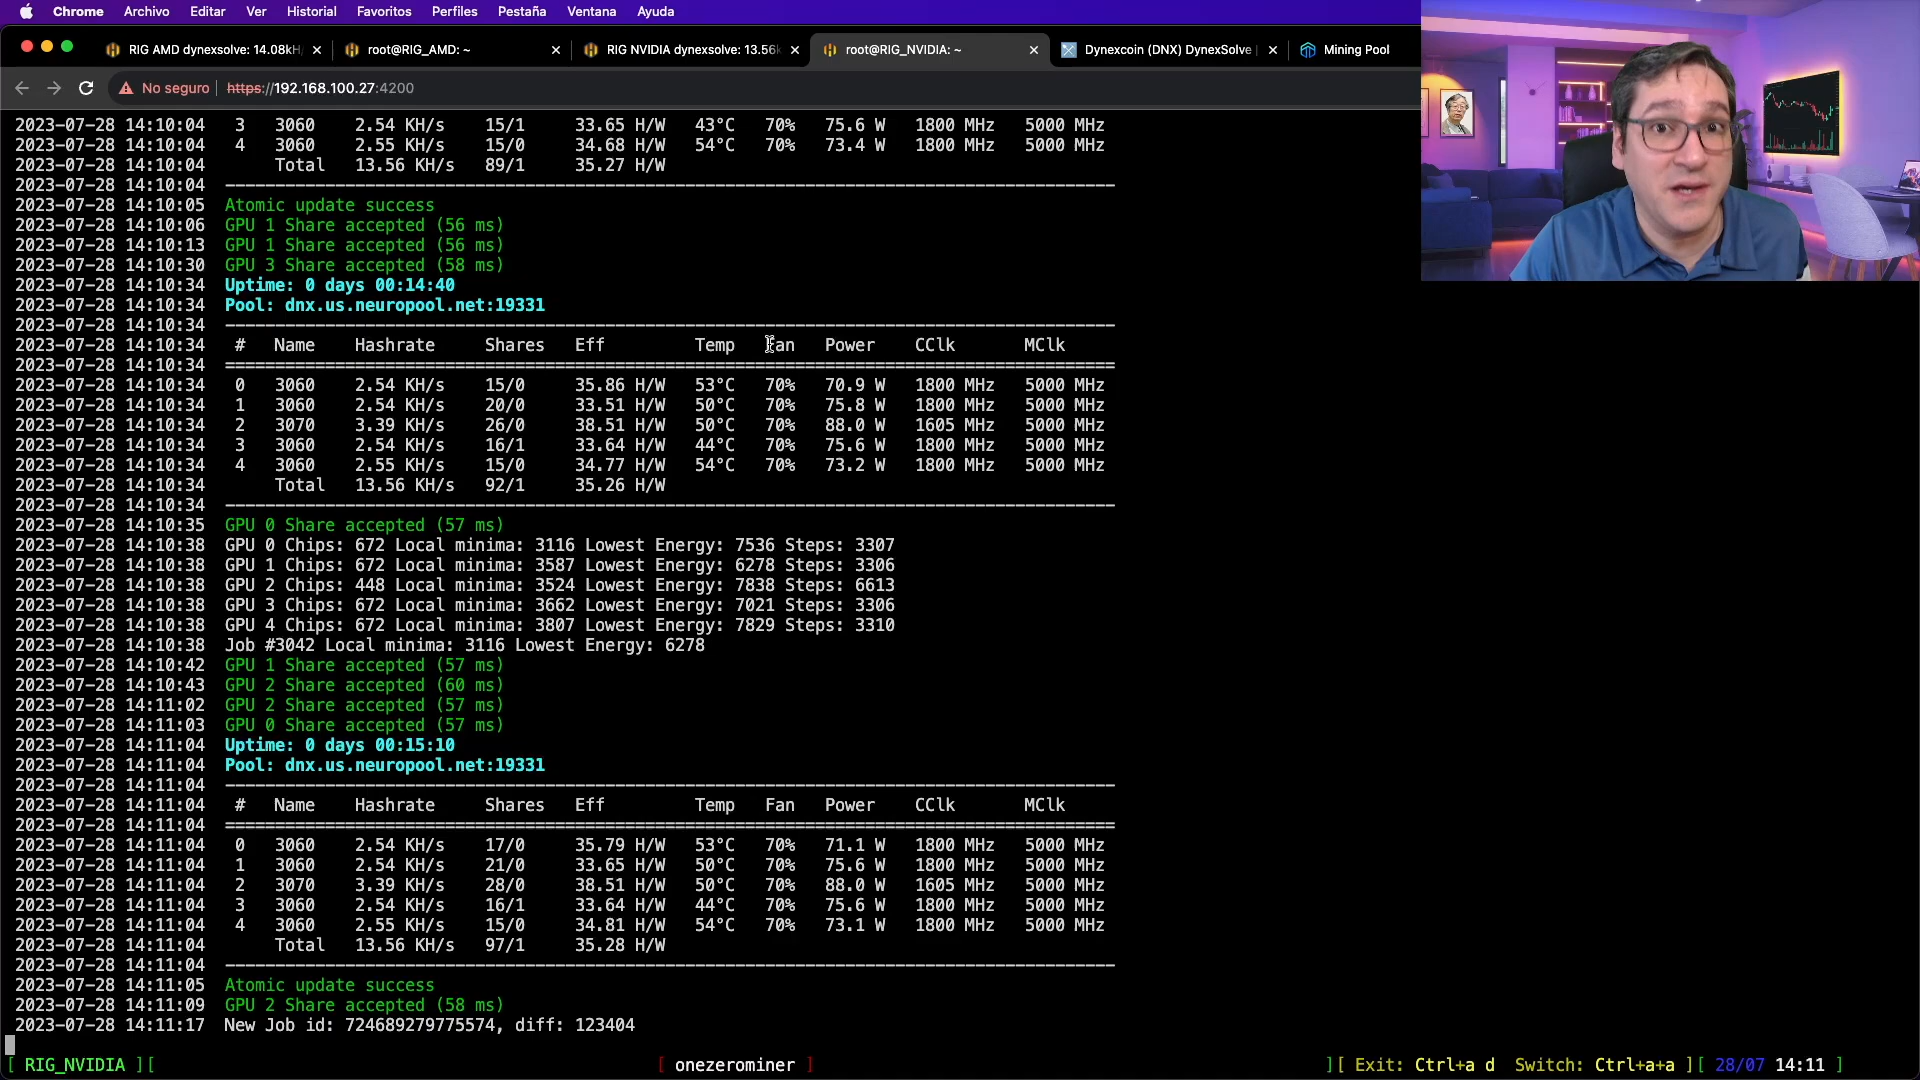 Chrome Archivo Editar Ver Historial Favoritos Perfiles Pestaña Ventana Ayuda
RIG AMD dynexsolve: 14.08kH/ root@RIG_AMD: ~ RIG NVIDIA dynexsolve: 13.56k root@RIG_NVIDIA: ~ Dynexcoin (DNX) DynexSolve Mining Pool
No seguro https://192.168.100.27:4200
2023-07-28 14:10:04 3 3060 2.54 KH/s 15/1 33.65 H/W 43°C 70% 75.6 W 1800 MHz 5000 MHz
2023-07-28 14:10:04 4 3060 2.55 KH/s 15/0 34.68 H/W 54°C 70% 73.4 W 1800 MHz 5000 MHz
2023-07-28 14:10:04 Total 13.56 KH/s 89/1 35.27 H/W
2023-07-28 14:10:04
2023-07-28 14:10:05 Atomic update success
2023-07-28 14:10:06 GPU 1 Share accepted (56 ms)
2023-07-28 14:10:13 GPU 1 Share accepted (56 ms)
2023-07-28 14:10:30 GPU 3 Share accepted (58 ms)
2023-07-28 14:10:34 Uptime: 0 days 00:14:40
2023-07-28 14:10:34 Pool: dnx.us.neuropool.net:19331
2023-07-28 14:10:34
2023-07-28 14:10:34 # Name Hashrate Shares Eff Temp Fan Power CClk MClk
2023-07-28 14:10:34
2023-07-28 14:10:34 0 3060 2.54 KH/s 15/0 35.86 H/W 53°C 70% 70.9 W 1800 MHz 5000 MHz
2023-07-28 14:10:34 1 3060 2.54 KH/s 20/0 33.51 H/W 50°C 70% 75.8 W 1800 MHz 5000 MHz
2023-07-28 14:10:34 2 3070 3.39 KH/s 26/0 38.51 H/W 50°C 70% 88.0 W 1605 MHz 5000 MHz
2023-07-28 14:10:34 3 3060 2.54 KH/s 16/1 33.64 H/W 44°C 70% 75.6 W 1800 MHz 5000 MHz
2023-07-28 14:10:34 4 3060 2.55 KH/s 15/0 34.77 H/W 54°C 70% 73.2 W 1800 MHz 5000 MHz
2023-07-28 14:10:34 Total 13.56 KH/s 92/1 35.26 H/W
2023-07-28 14:10:34
2023-07-28 14:10:35 GPU 0 Share accepted (57 ms)
2023-07-28 14:10:38 GPU 0 Chips: 672 Local minima: 3116 Lowest Energy: 7536 Steps: 3307
2023-07-28 14:10:38 GPU 1 Chips: 672 Local minima: 3587 Lowest Energy: 6278 Steps: 3306
2023-07-28 14:10:38 GPU 2 Chips: 448 Local minima: 3524 Lowest Energy: 7838 Steps: 6613
2023-07-28 14:10:38 GPU 3 Chips: 672 Local minima: 3662 Lowest Energy: 7021 Steps: 3306
2023-07-28 14:10:38 GPU 4 Chips: 672 Local minima: 3807 Lowest Energy: 7829 Steps: 3310
2023-07-28 14:10:38 Job #3042 Local minima: 3116 Lowest Energy: 6278
2023-07-28 14:10:42 GPU 1 Share accepted (57 ms)
2023-07-28 14:10:43 GPU 2 Share accepted (60 ms)
2023-07-28 14:11:02 GPU 2 Share accepted (57 ms)
2023-07-28 14:11:03 GPU 0 Share accepted (57 ms)
2023-07-28 14:11:04 Uptime: 0 days 00:15:10
2023-07-28 14:11:04 Pool: dnx.us.neuropool.net:19331
2023-07-28 14:11:04
2023-07-28 14:11:04 # Name Hashrate Shares Eff Temp Fan Power CClk MClk
2023-07-28 14:11:04
2023-07-28 14:11:04 0 3060 2.54 KH/s 17/0 35.79 H/W 53°C 70% 71.1 W 1800 MHz 5000 MHz
2023-07-28 14:11:04 1 3060 2.54 KH/s 21/0 33.65 H/W 50°C 70% 75.6 W 1800 MHz 5000 MHz
2023-07-28 14:11:04 2 3070 3.39 KH/s 28/0 38.51 H/W 50°C 70% 88.0 W 1605 MHz 5000 MHz
2023-07-28 14:11:04 3 3060 2.54 KH/s 16/1 33.64 H/W 44°C 70% 75.6 W 1800 MHz 5000 MHz
2023-07-28 14:11:04 4 3060 2.55 KH/s 15/0 34.81 H/W 54°C 70% 73.1 W 1800 MHz 5000 MHz
2023-07-28 14:11:04 Total 13.56 KH/s 97/1 35.28 H/W
2023-07-28 14:11:04
2023-07-28 14:11:05 Atomic update success
2023-07-28 14:11:09 GPU 2 Share accepted (58 ms)
2023-07-28 14:11:17 New Job id: 724689279775574, diff: 123404
[ RIG_NVIDIA ][ [ onezerominer ] ][ Exit: Ctrl+a d Switch: Ctrl+a+a ][ 28/07 14:11 ]